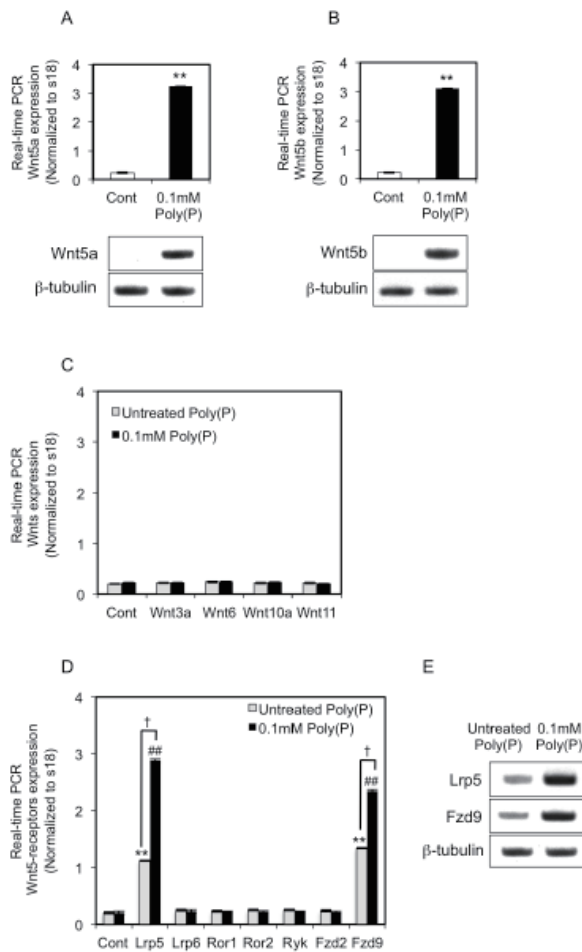 A
Real-time PCR
Wnt5a expression
(Normalized to s18)
4
3
2
1
0
**
Cont
0.1mM
Poly(P)
Wnt5a
β-tubulin
B
Real-time PCR
Wnt5b expression
(Normalized to s18)
4
3
2
1
0
**
Cont
0.1mM
Poly(P)
Wnt5b
β-tubulin
C
Real-time PCR
Wnts expression
(Normalized to s18)
4
3
2
1
0
Untreated Poly(P)
0.1mM Poly(P)
Cont Wnt3a Wnt6 Wnt10a Wnt11
D
Real-time PCR
Wnt5-receptors expression
(Normalized to s18)
4
3
2
1
0
Untreated Poly(P)
0.1mM Poly(P)
†
##
**
†
##
**
Cont Lrp5 Lrp6 Ror1 Ror2 Ryk Fzd2 Fzd9
E
Untreated 0.1mM
Poly(P) Poly(P)
Lrp5
Fzd9
β-tubulin